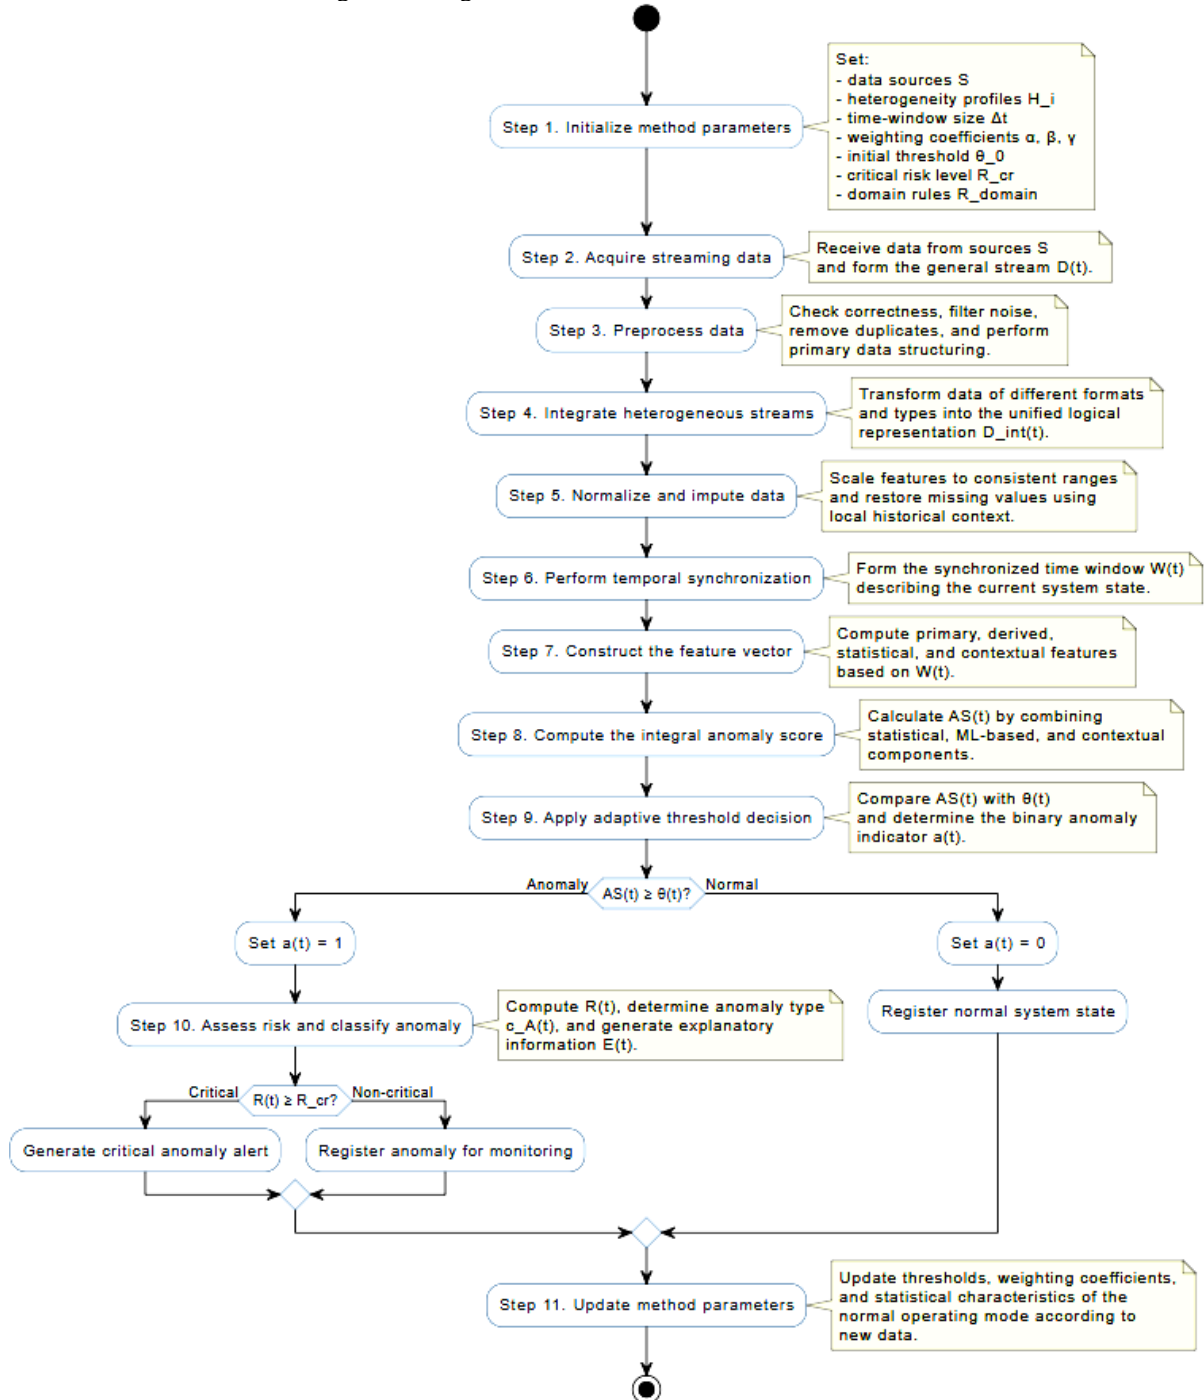 Set:
- data sources S
- heterogeneity profiles H_i
- time-window size Δt
- weighting coefficients α, β, γ
- initial threshold θ_0
- critical risk level R_cr
- domain rules R_domain
Step 1. Initialize method parameters
Step 2. Acquire streaming data
Receive data from sources S
and form the general stream D(t).
Step 3. Preprocess data
Check correctness, filter noise,
remove duplicates, and perform
primary data structuring.
Step 4. Integrate heterogeneous streams
Transform data of different formats
and types into the unified logical
representation D_int(t).
Step 5. Normalize and impute data
Scale features to consistent ranges
and restore missing values using
local historical context.
Step 6. Perform temporal synchronization
Form the synchronized time window W(t)
describing the current system state.
Step 7. Construct the feature vector
Compute primary, derived,
statistical, and contextual features
based on W(t).
Step 8. Compute the integral anomaly score
Calculate AS(t) by combining
statistical, ML-based, and contextual
components.
Step 9. Apply adaptive threshold decision
Compare AS(t) with θ(t)
and determine the binary anomaly
indicator a(t).
Anomaly
AS(t) ≥ θ(t)?
Normal
Set a(t) = 1
Set a(t) = 0
Step 10. Assess risk and classify anomaly
Compute R(t), determine anomaly type
c_A(t), and generate explanatory
information E(t).
Register normal system state
Critical
R(t) ≥ R_cr?
Non-critical
Generate critical anomaly alert
Register anomaly for monitoring
Step 11. Update method parameters
Update thresholds, weighting coefficients,
and statistical characteristics of the
normal operating mode according to
new data.